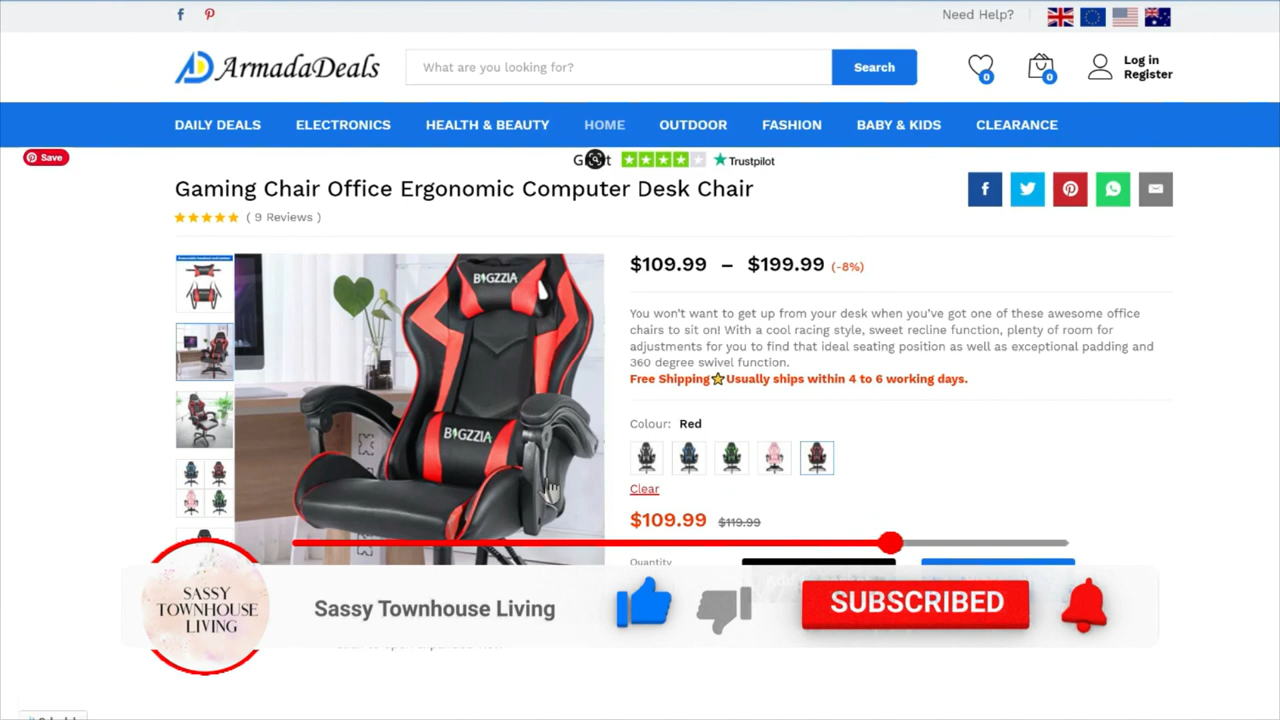 Need Help?
ArmadaDeals
What are you looking for?
Search
0
0
Log in
Register
DAILY DEALS
ELECTRONICS
HEALTH & BEAUTY
HOME
OUTDOOR
FASHION
BABY & KIDS
CLEARANCE
Save
Trustpilot
Gaming Chair Office Ergonomic Computer Desk Chair
( 9 Reviews )
BIGZZIA
BIGZZIA
$109.99 – $199.99 (-8%)
You won't want to get up from your desk when you've got one of these awesome office
chairs to sit on! With a cool racing style, sweet recline function, plenty of room for
adjustments for you to find that ideal seating position as well as exceptional padding and
360 degree swivel function.
Free Shipping⭐Usually ships within 4 to 6 working days.
Colour: Red
Clear
$109.99 $119.99
Quantity
SASSY
TOWNHOUSE
LIVING
Sassy Townhouse Living
SUBSCRIBED